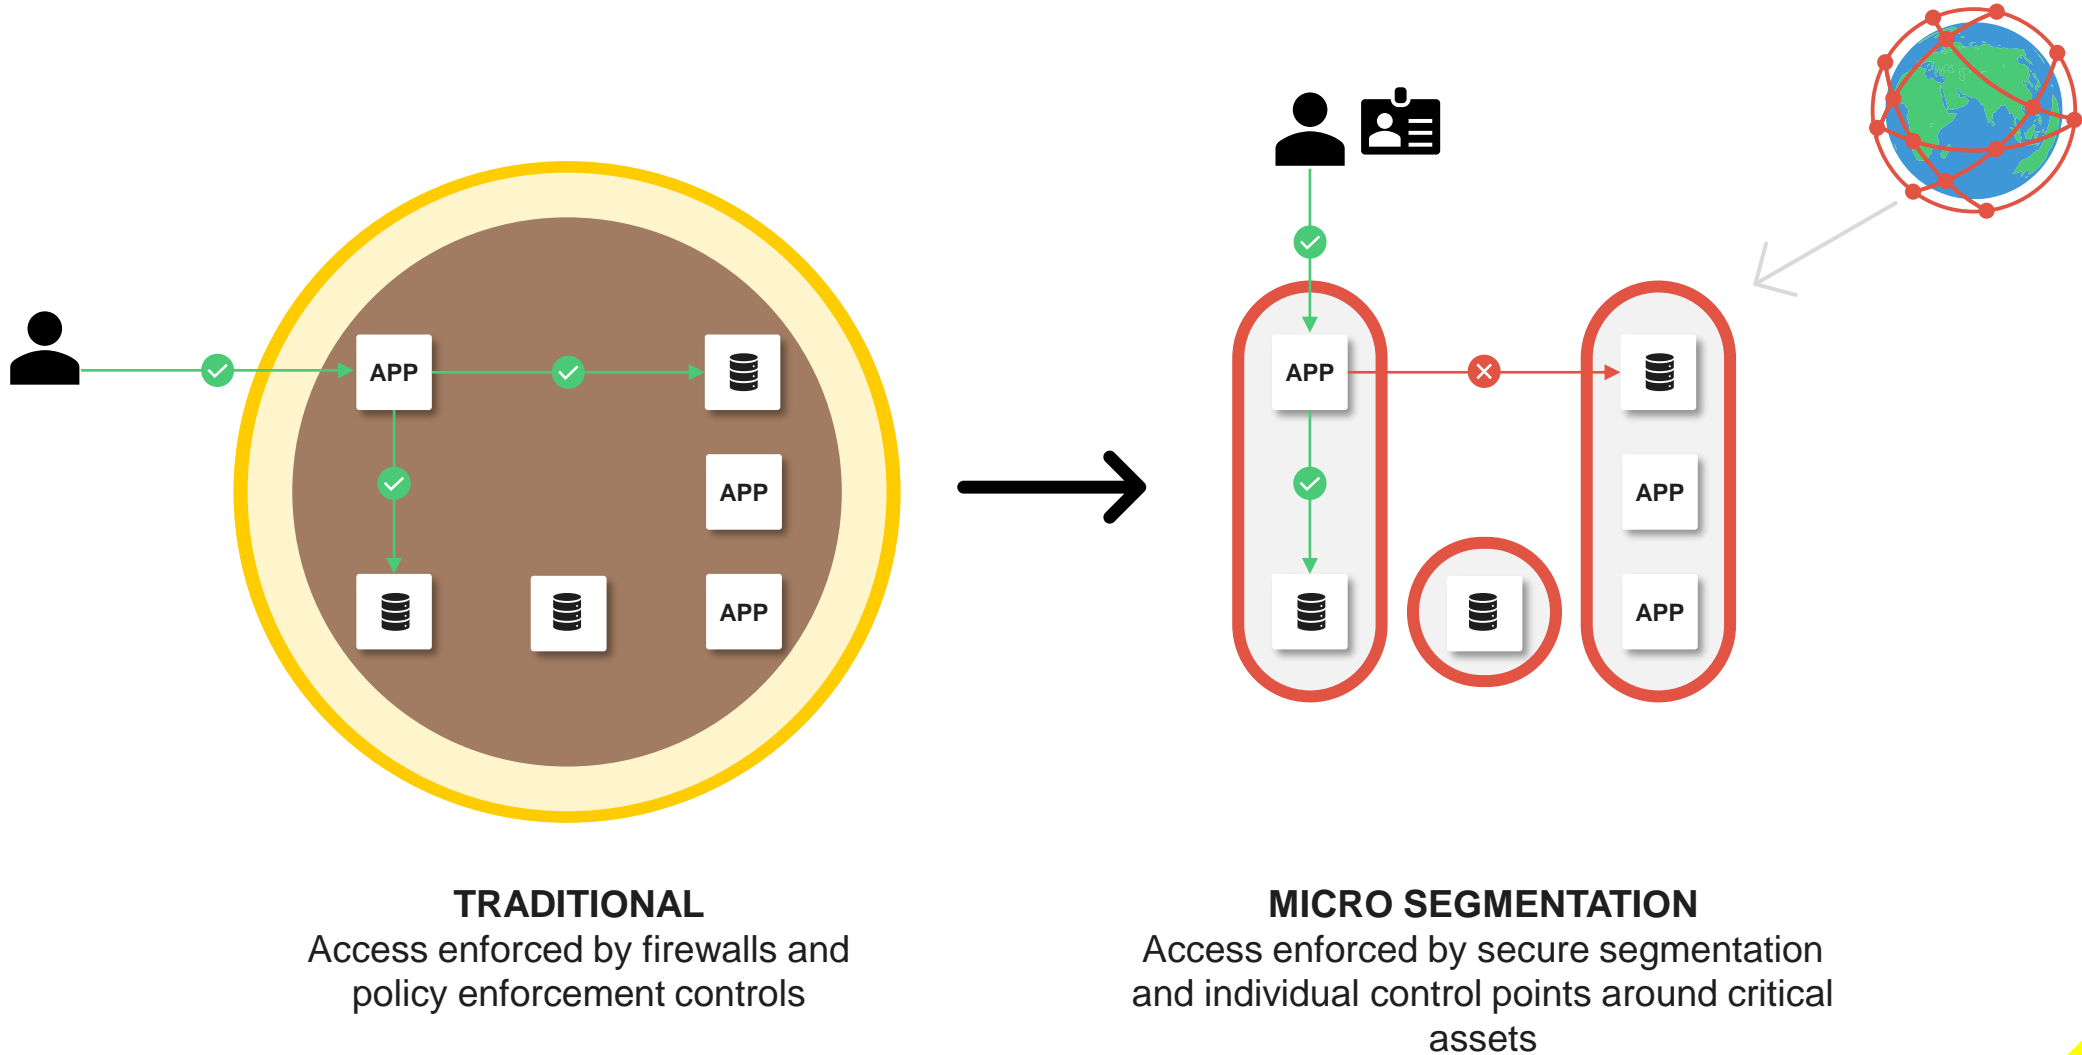 APP
APP
APP
APP
APP
APP
TRADITIONAL
Access enforced by firewalls and
policy enforcement controls
MICRO SEGMENTATION
Access enforced by secure segmentation
and individual control points around critical
assets